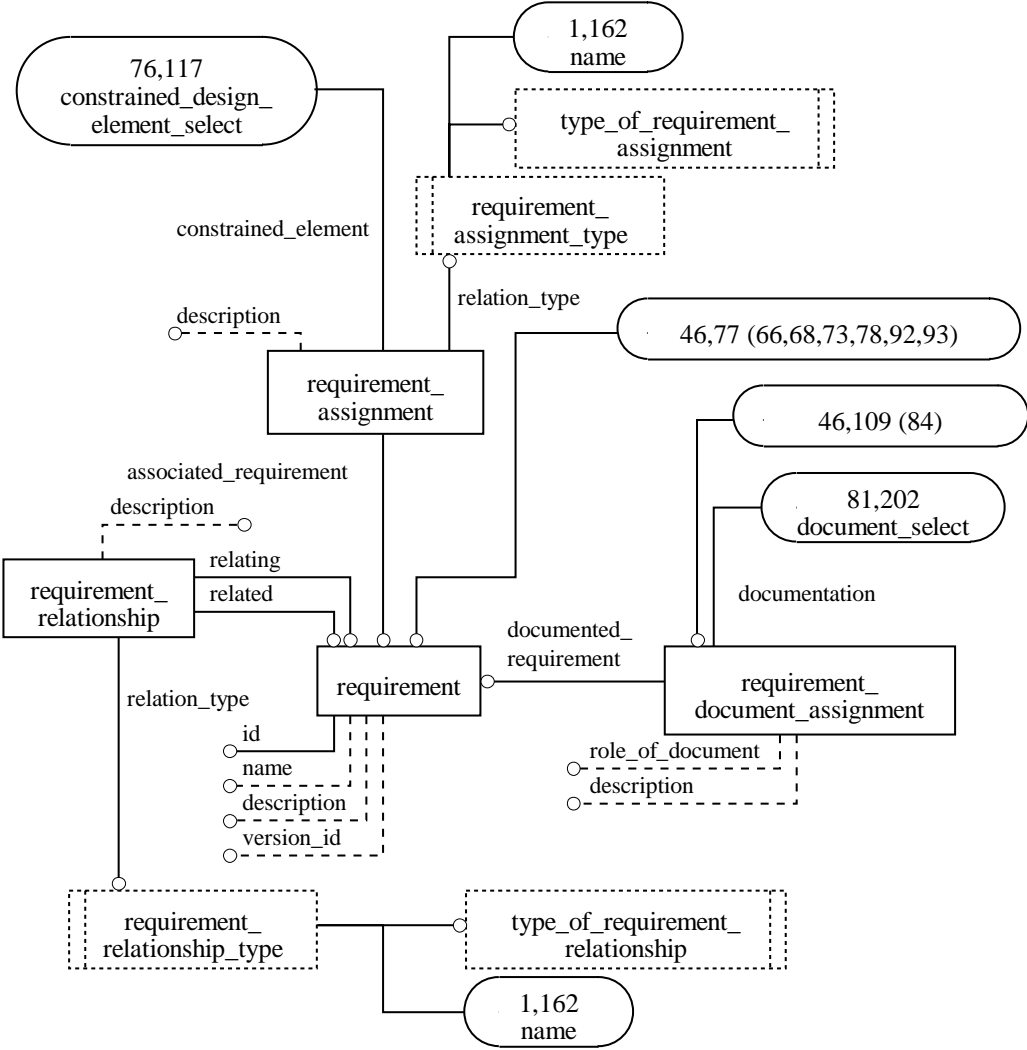 1,162
name
76,117
constrained_design_
element_select
type_of_requirement_
assignment
requirement_
assignment_type
constrained_element
relation_type
description
46,77 (66,68,73,78,92,93)
requirement_
assignment
46,109 (84)
associated_requirement
description
81,202
document_select
relating
requirement_
relationship
related
documentation
documented_
requirement
requirement
requirement_
document_assignment
relation_type
id
name
description
version_id
role_of_document
description
requirement_
relationship_type
type_of_requirement_
relationship
1,162
name